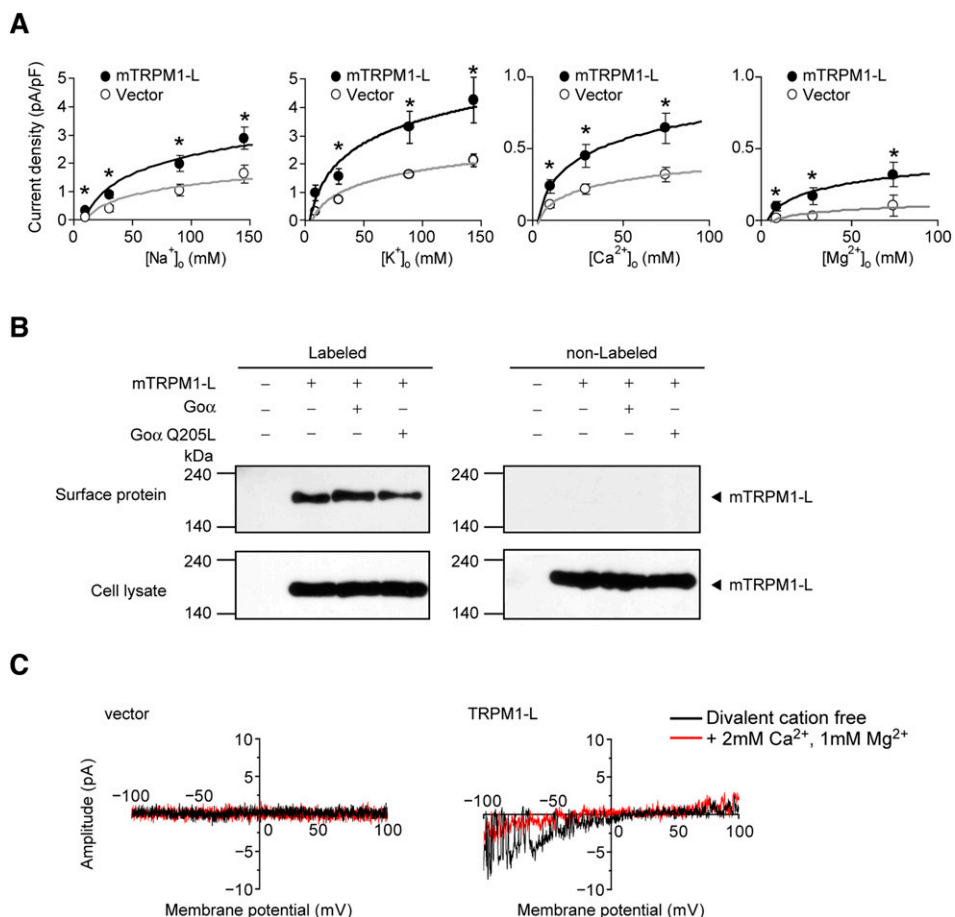 A
Current density (pA/pF)
5
4
3
2
1
0
● mTRPM1-L
○ Vector
* * * *
0 50 100 150
[Na⁺]ₒ (mM)
5
4
3
2
1
0
● mTRPM1-L
○ Vector
* * *
0 50 100 150
[K⁺]ₒ (mM)
1.0
0.5
0
● mTRPM1-L
○ Vector
* * *
0 50 100
[Ca²⁺]ₒ (mM)
1.0
0.5
0
● mTRPM1-L
○ Vector
* * *
0 50 100
[Mg²⁺]ₒ (mM)
B
Labeled non-Labeled
mTRPM1-L – + + + – + + +
Goα – – + – – – + –
Goα Q205L – – – + – – – +
kDa
Surface protein
240
140
240
140
◄ mTRPM1-L
Cell lysate
240
140
240
140
◄ mTRPM1-L
C
vector
Amplitude (pA)
10
5
−100 −50
0 50 100
−5
−10
Membrane potential (mV)
TRPM1-L
10
5
−100 −50
0 50 100
−5
−10
Membrane potential (mV)
Divalent cation free
+ 2mM Ca²⁺, 1mM Mg²⁺